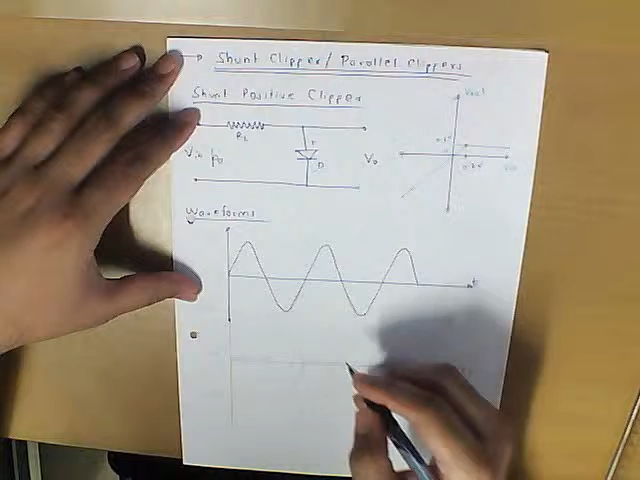 → Shunt Clipper/ Parallel Clippers
Shunt Positive Clipper
Vout
RL
Vin
D
Vo
Waveforms
t